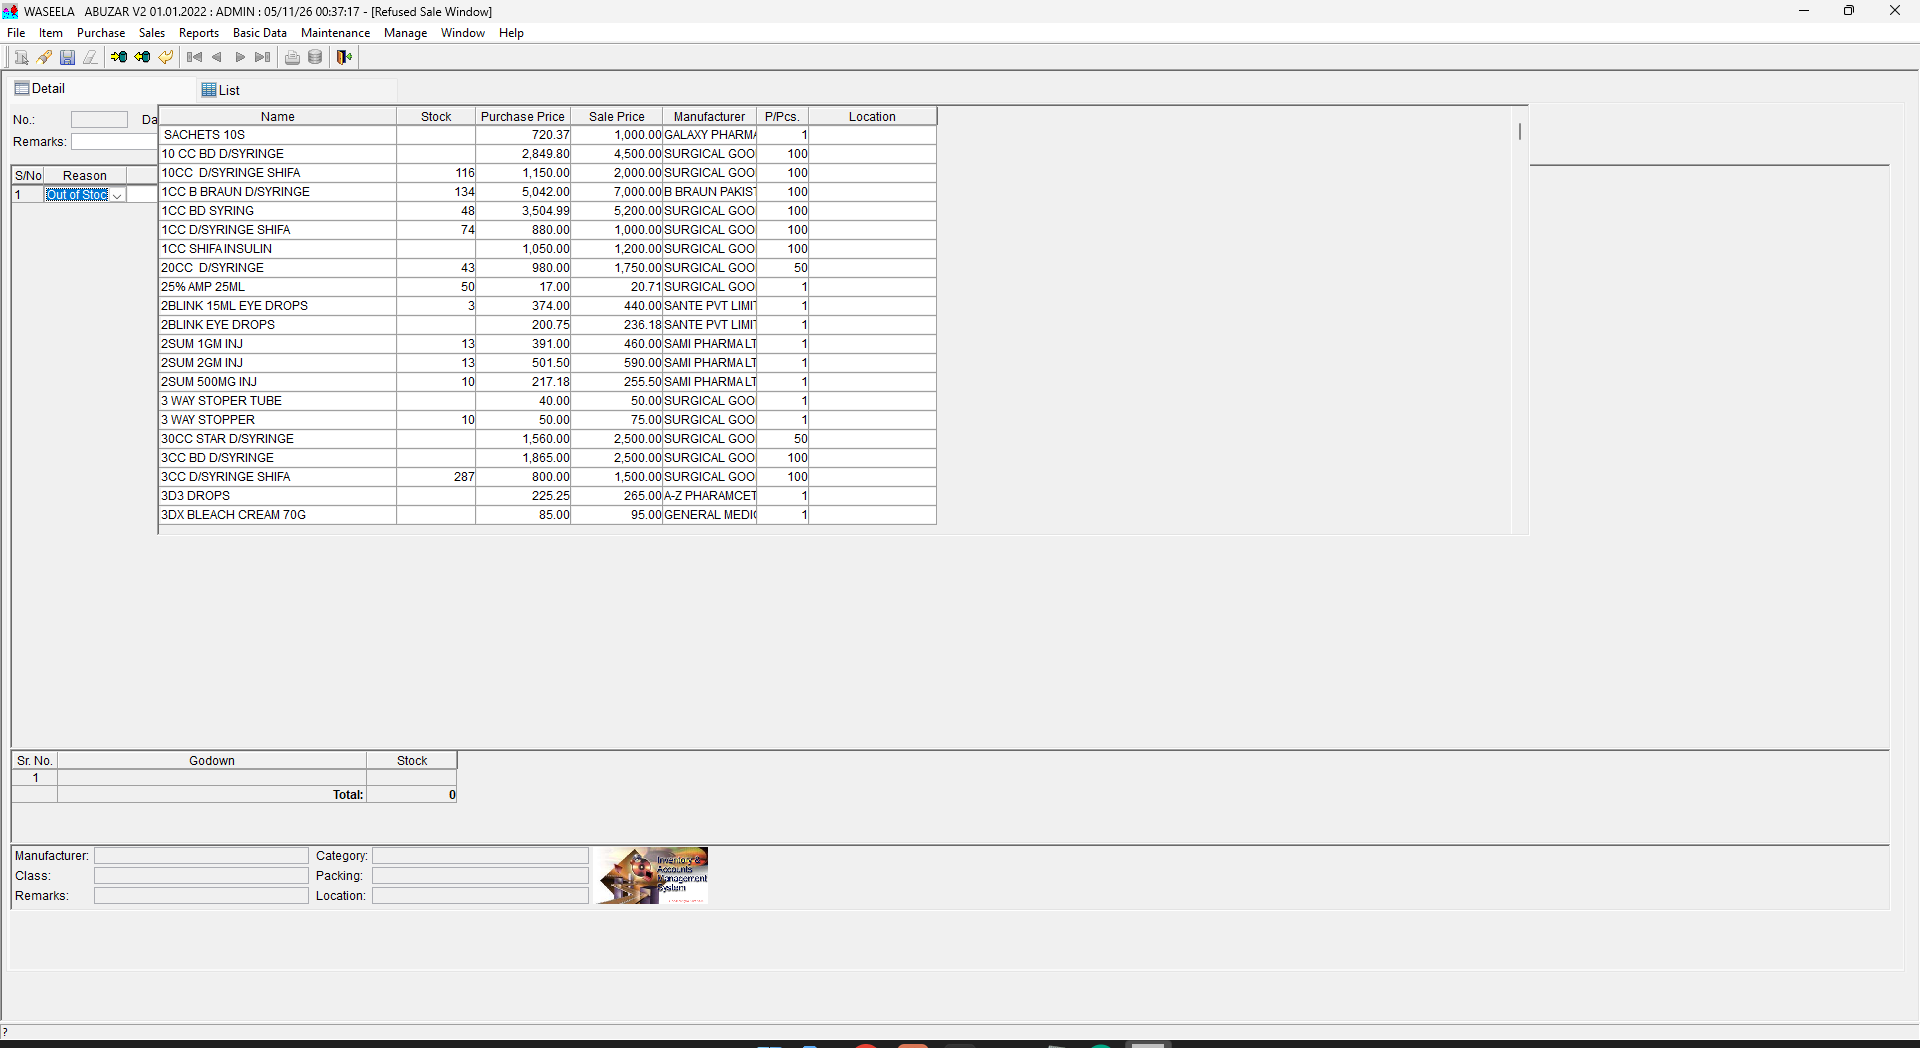 WASEELA ABUZAR V2 01.01.2022 : ADMIN : 05/11/26 00:37:17 - [Refused Sale Window]
File Item Purchase Sales Reports Basic Data Maintenance Manage Window Help
Detail List
No.: Da
Remarks:
S/No Reason
1 Out of Stoc
Name Stock Purchase Price Sale Price Manufacturer P/Pcs. Location
SACHETS 10S 720.37 1,000.00 GALAXY PHARMA 1
10 CC BD D/SYRINGE 2,849.80 4,500.00 SURGICAL GOO 100
10CC D/SYRINGE SHIFA 116 1,150.00 2,000.00 SURGICAL GOO 100
1CC B BRAUN D/SYRINGE 134 5,042.00 7,000.00 B BRAUN PAKIST 100
1CC BD SYRING 48 3,504.99 5,200.00 SURGICAL GOO 100
1CC D/SYRINGE SHIFA 74 880.00 1,000.00 SURGICAL GOO 100
1CC SHIFA INSULIN 1,050.00 1,200.00 SURGICAL GOO 100
20CC D/SYRINGE 43 980.00 1,750.00 SURGICAL GOO 50
25% AMP 25ML 50 17.00 20.71 SURGICAL GOO 1
2BLINK 15ML EYE DROPS 3 374.00 440.00 SANTE PVT LIMIT 1
2BLINK EYE DROPS 200.75 236.18 SANTE PVT LIMIT 1
2SUM 1GM INJ 13 391.00 460.00 SAMI PHARMA LT 1
2SUM 2GM INJ 13 501.50 590.00 SAMI PHARMA LT 1
2SUM 500MG INJ 10 217.18 255.50 SAMI PHARMA LT 1
3 WAY STOPER TUBE 40.00 50.00 SURGICAL GOO 1
3 WAY STOPPER 10 50.00 75.00 SURGICAL GOO 1
30CC STAR D/SYRINGE 1,560.00 2,500.00 SURGICAL GOO 50
3CC BD D/SYRINGE 1,865.00 2,500.00 SURGICAL GOO 100
3CC D/SYRINGE SHIFA 287 800.00 1,500.00 SURGICAL GOO 100
3D3 DROPS 225.25 265.00 A-Z PHARAMCET 1
3DX BLEACH CREAM 70G 85.00 95.00 GENERAL MEDI 1
Sr. No. Godown Stock
1
Total: 0
Manufacturer: Category:
Class: Packing:
Remarks: Location:
Inventory &
Accounts
Management
System
?